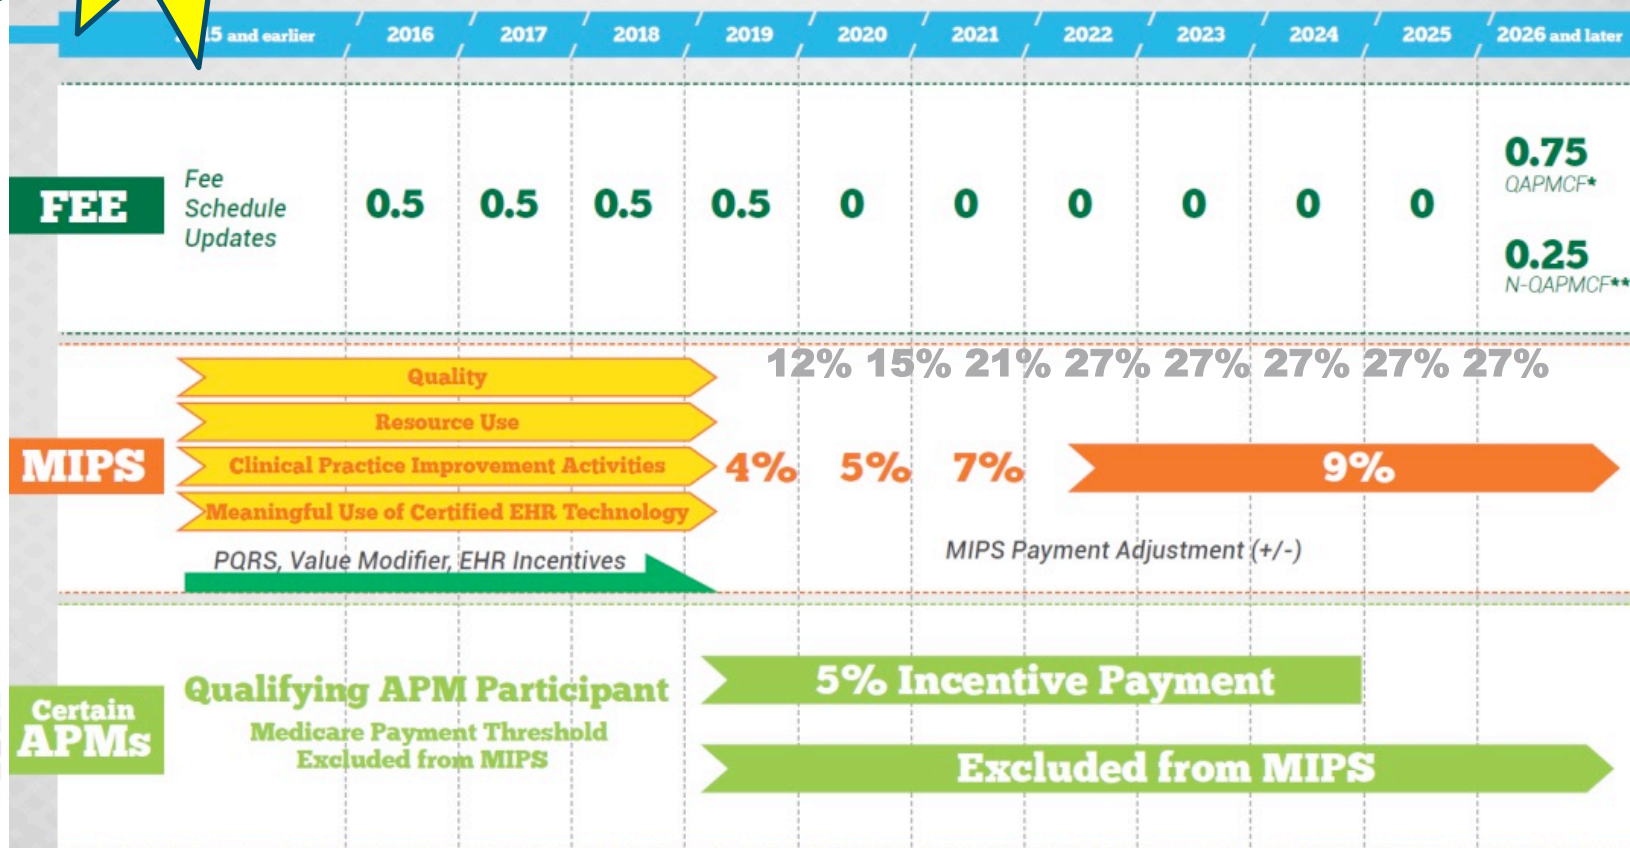 5 and earlier 2016 2017 2018 2019 2020 2021 2022 2023 2024 2025 2026 and later
FEE
Fee
Schedule
Updates
0.5 0.5 0.5 0.5 0 0 0 0 0 0
0.75
QAPMCF*
0.25
N-QAPMCF**
12% 15% 21% 27% 27% 27% 27% 27%
MIPS
Quality
Resource Use
Clinical Practice Improvement Activities
Meaningful Use of Certified EHR Technology
4% 5% 7% 9%
PQRS, Value Modifier, EHR Incentives
MIPS Payment Adjustment (+/-)
Certain
APMs
Qualifying APM Participant
Medicare Payment Threshold
Excluded from MIPS
5% Incentive Payment
Excluded from MIPS